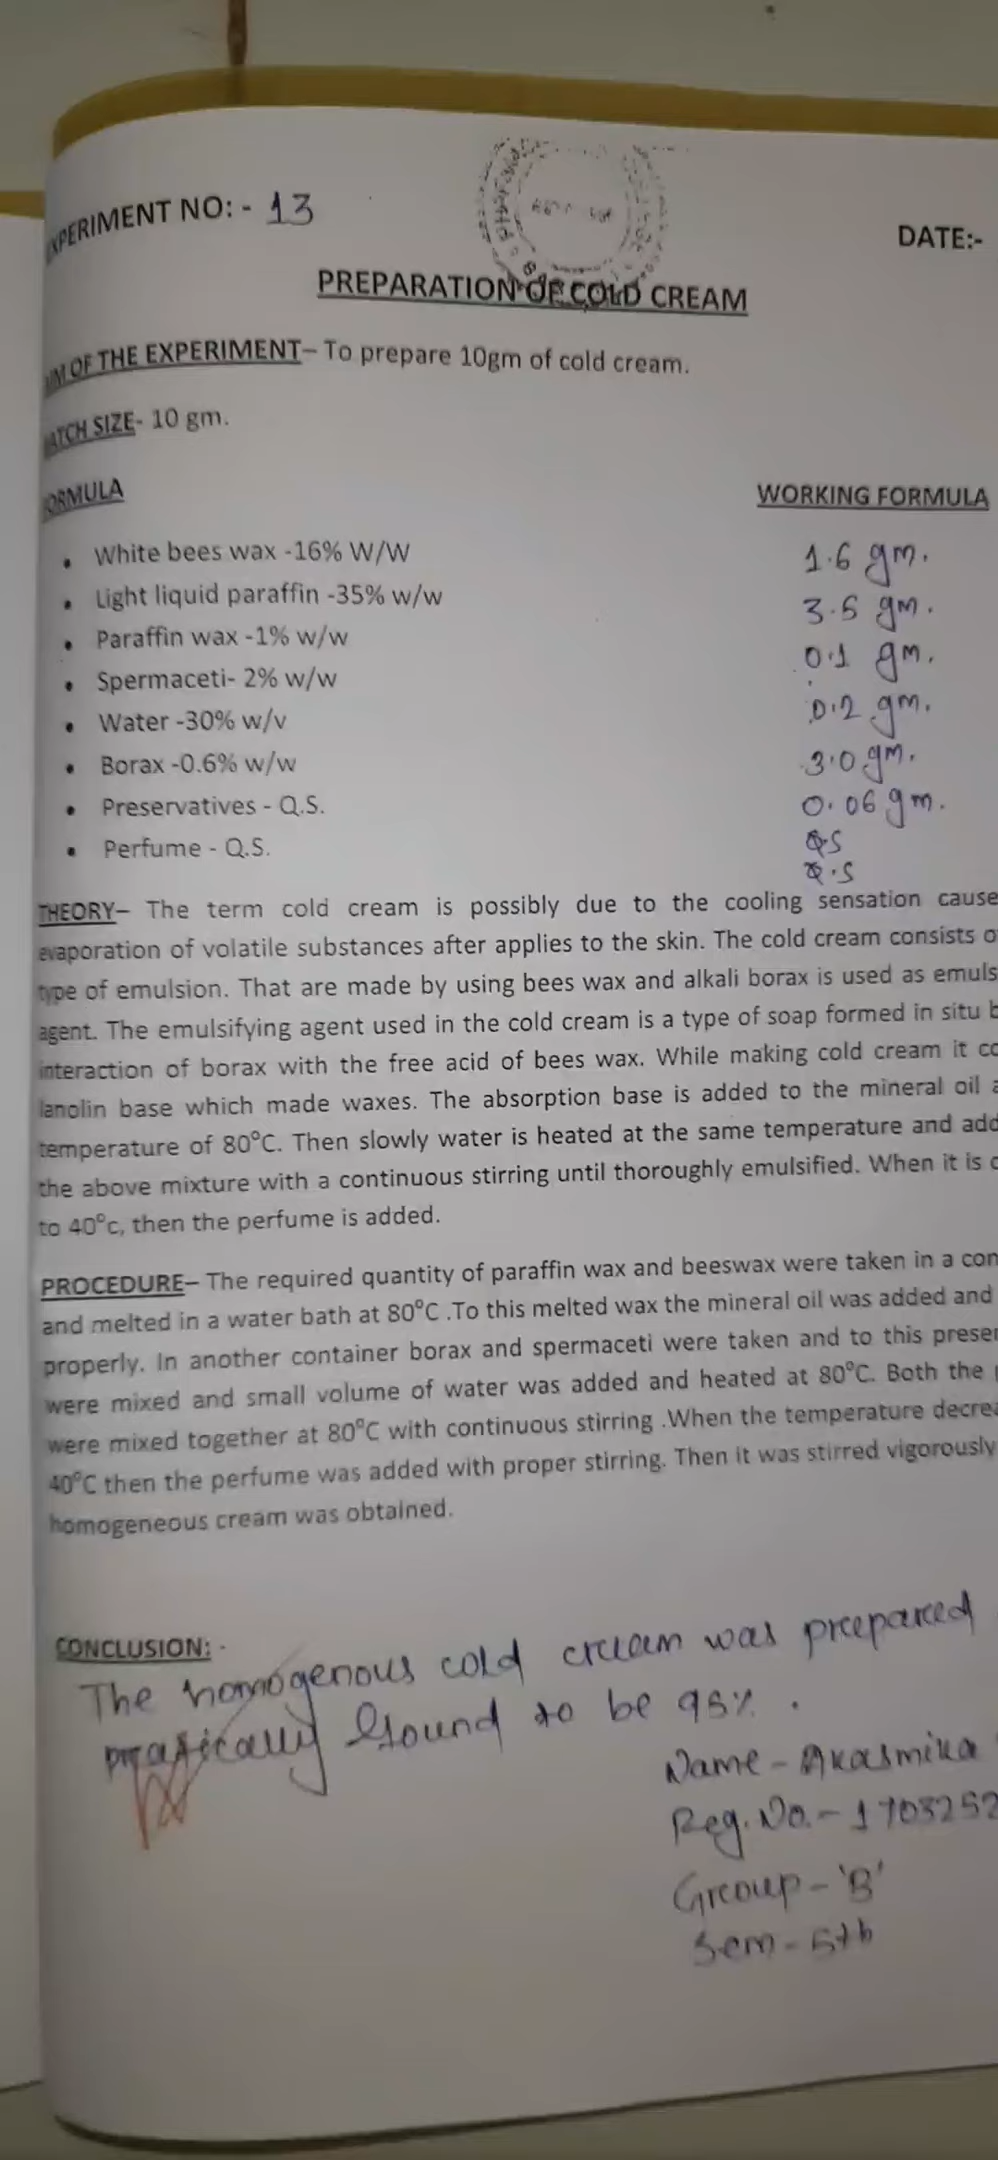 EXPERIMENT NO: - 13
DATE:-
PREPARATION OF COLD CREAM
AIM OF THE EXPERIMENT– To prepare 10gm of cold cream.
BATCH SIZE- 10 gm.
FORMULA
WORKING FORMULA
• White bees wax -16% W/W 1.6 gm.
• Light liquid paraffin -35% w/w 3.5 gm.
• Paraffin wax -1% w/w 0.1 gm.
• Spermaceti- 2% w/w 0.2 gm.
• Water -30% w/v 3.0 gm.
• Borax -0.6% w/w 0.06 gm.
• Preservatives - Q.S. Q.S
• Perfume - Q.S. Q.S
THEORY– The term cold cream is possibly due to the cooling sensation cause
evaporation of volatile substances after applies to the skin. The cold cream consists o
type of emulsion. That are made by using bees wax and alkali borax is used as emuls
agent. The emulsifying agent used in the cold cream is a type of soap formed in situ b
interaction of borax with the free acid of bees wax. While making cold cream it co
lanolin base which made waxes. The absorption base is added to the mineral oil a
temperature of 80°C. Then slowly water is heated at the same temperature and add
the above mixture with a continuous stirring until thoroughly emulsified. When it is c
to 40°c, then the perfume is added.
PROCEDURE– The required quantity of paraffin wax and beeswax were taken in a con
and melted in a water bath at 80°C .To this melted wax the mineral oil was added and
properly. In another container borax and spermaceti were taken and to this preser
were mixed and small volume of water was added and heated at 80°C. Both the
were mixed together at 80°C with continuous stirring .When the temperature decrea
40°C then the perfume was added with proper stirring. Then it was stirred vigorously
homogeneous cream was obtained.
CONCLUSION: -
The homogenous cold cream was prepared
pratically found to be 95% .
Name - Akasmika
Reg. No. - 1703252
Group - 'B'
Sem - 5th